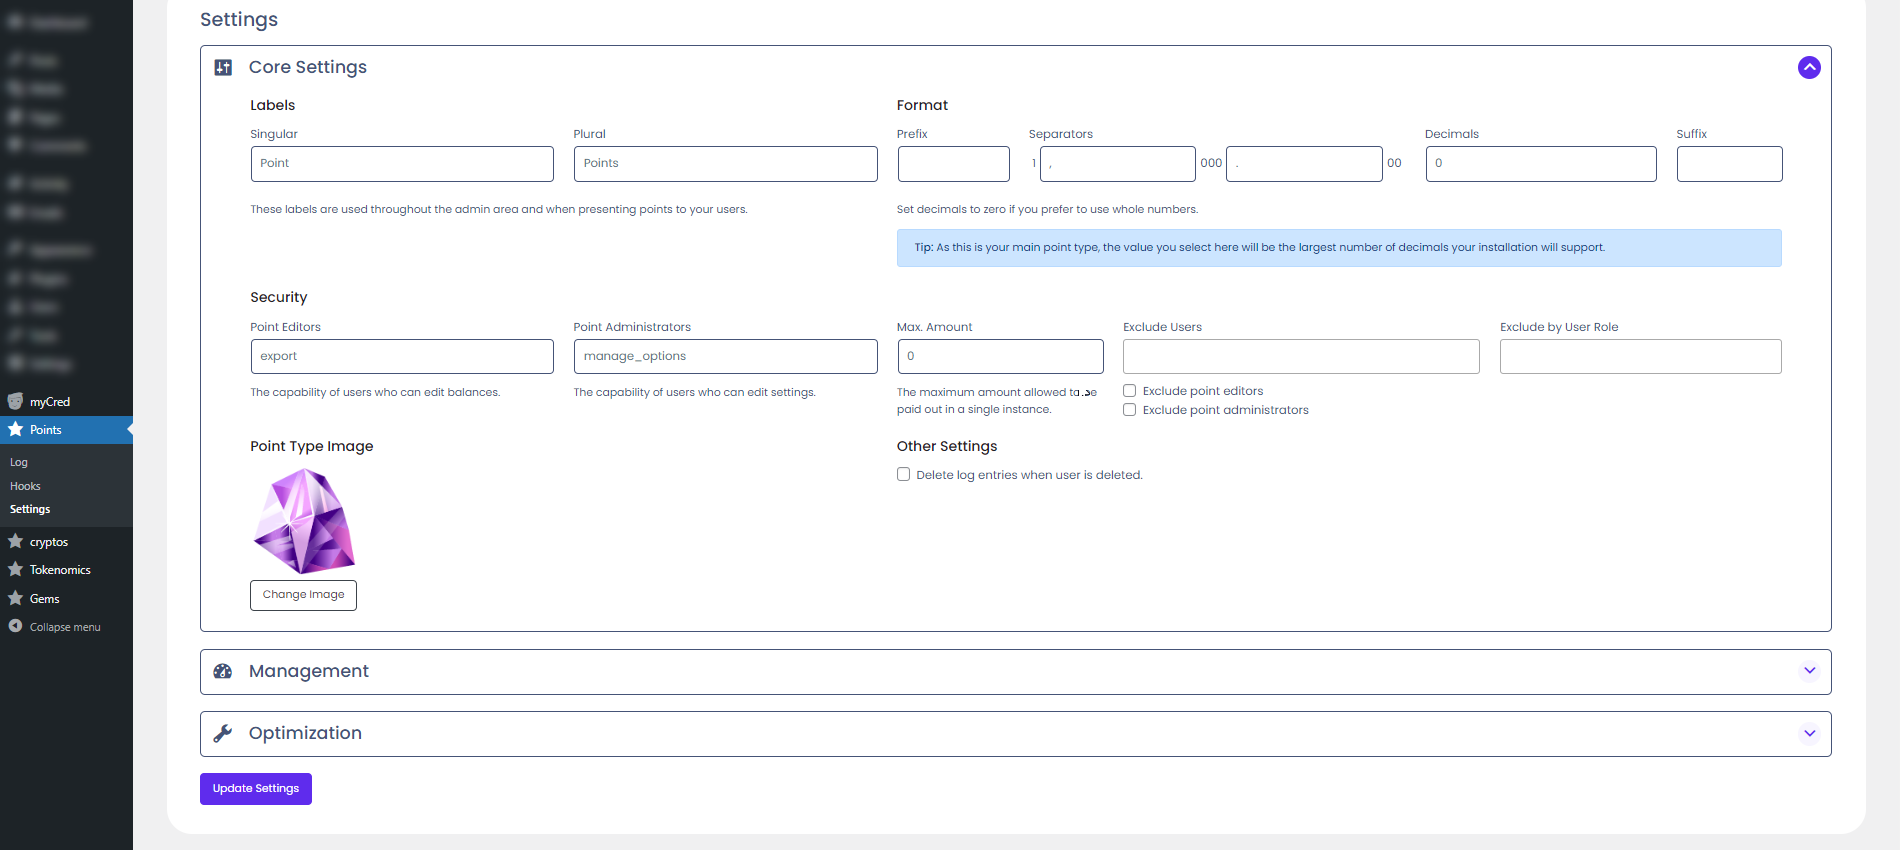 Settings
Core Settings
Labels
Format
Singular
Plural
Prefix
Separators
Decimals
Suffix
Point
Points
1 , 000 . 00
0
These labels are used throughout the admin area and when presenting points to your users.
Set decimals to zero if you prefer to use whole numbers.
Tip: As this is your main point type, the value you select here will be the largest number of decimals your installation will support.
Security
Point Editors
Point Administrators
Max. Amount
Exclude Users
Exclude by User Role
export
manage_options
0
The capability of users who can edit balances.
The capability of users who can edit settings.
The maximum amount allowed
paid out in a single instance.
Exclude point editors
Exclude point administrators
Point Type Image
Other Settings
Delete log entries when user is deleted.
Change Image
Management
Optimization
Update Settings
myCred
Points
Log
Hooks
Settings
cryptos
Tokenomics
Gems
Collapse menu